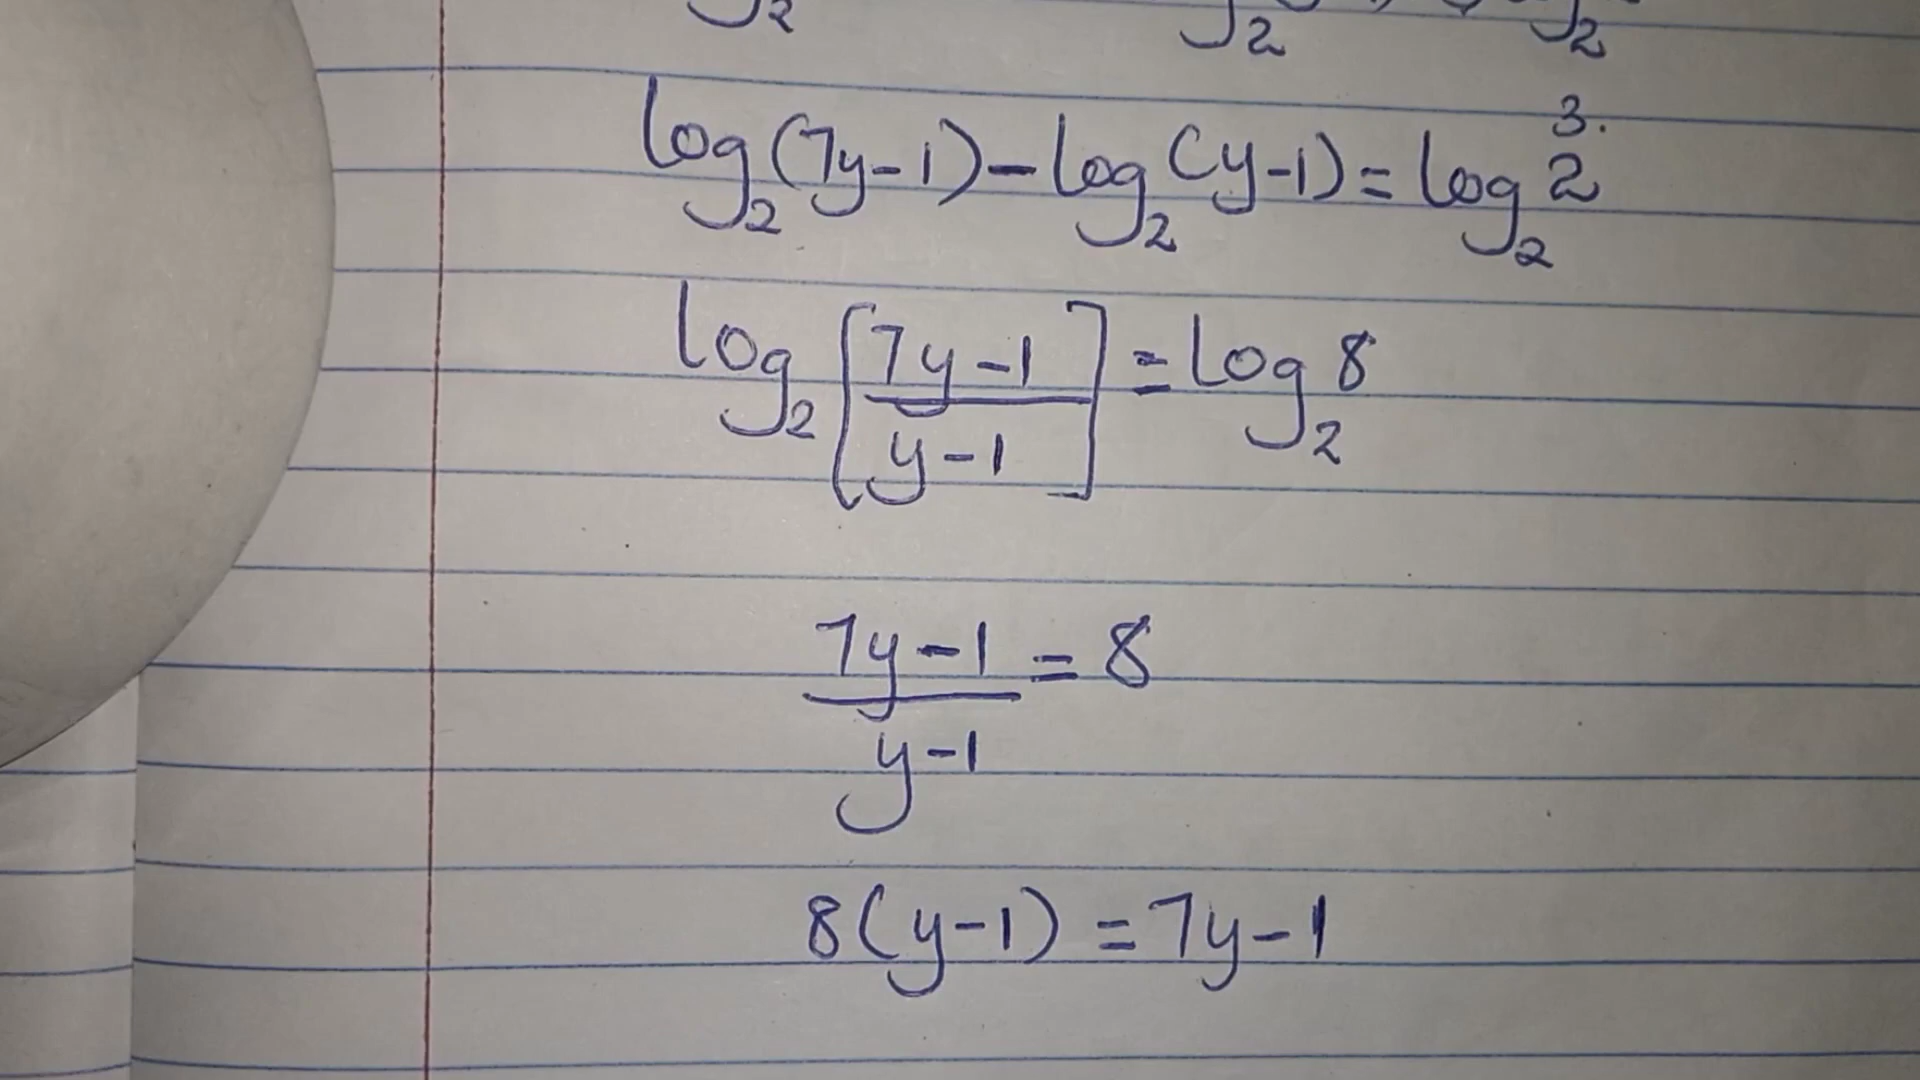 log₂(7y-1) - log₂(y-1) = log₂2³
log₂[(7y-1)/(y-1)] = log₂8
(7y-1)/(y-1) = 8
8(y-1) = 7y-1